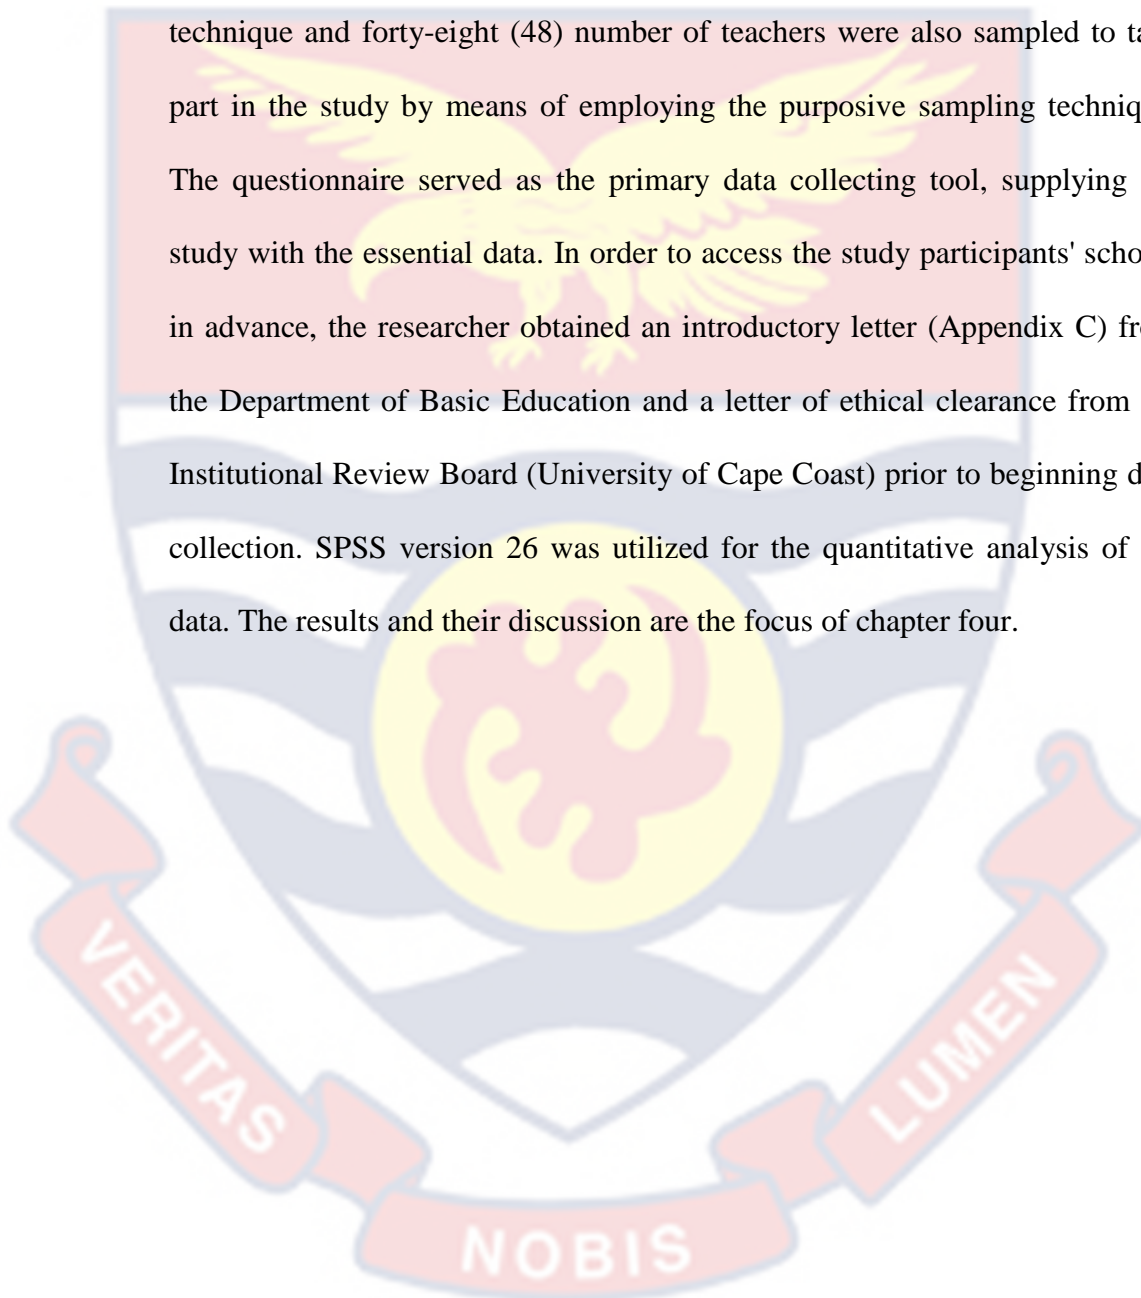 technique and forty-eight (48) number of teachers were also sampled to ta
part in the study by means of employing the purposive sampling techniq
The questionnaire served as the primary data collecting tool, supplying
study with the essential data. In order to access the study participants' scho
in advance, the researcher obtained an introductory letter (Appendix C) fr
the Department of Basic Education and a letter of ethical clearance from
Institutional Review Board (University of Cape Coast) prior to beginning d
collection. SPSS version 26 was utilized for the quantitative analysis of
data. The results and their discussion are the focus of chapter four.
VERITAS
NOBIS
LUMEN